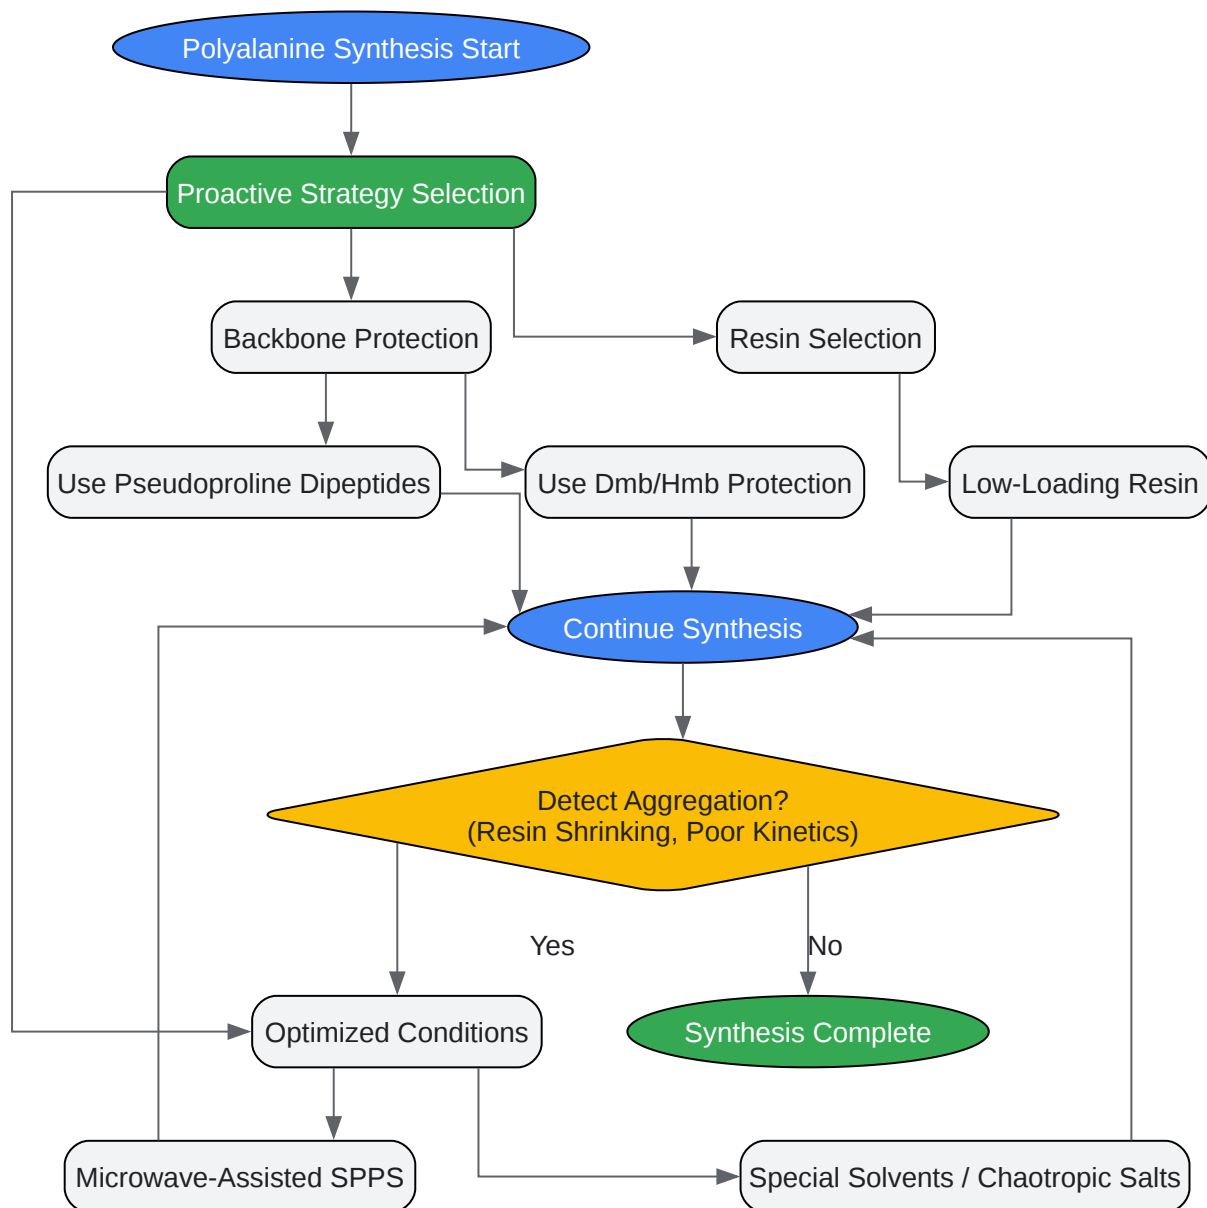 Polyalanine Synthesis Start
Proactive Strategy Selection
Backbone Protection
Resin Selection
Use Pseudoproline Dipeptides
Use Dmb/Hmb Protection
Low-Loading Resin
Continue Synthesis
Detect Aggregation?
(Resin Shrinking, Poor Kinetics)
Yes
No
Optimized Conditions
Synthesis Complete
Microwave-Assisted SPPS
Special Solvents / Chaotropic Salts